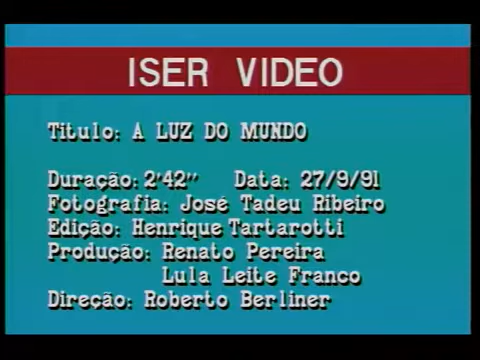 ISER VIDEO
Título: A LUZ DO MUNDO
Duração: 2'42" Data: 27/9/91
Fotografia: José Tadeu Ribeiro
Edição: Henrique Tartarotti
Produção: Renato Pereira
Lula Leite Franco
Direção: Roberto Berliner